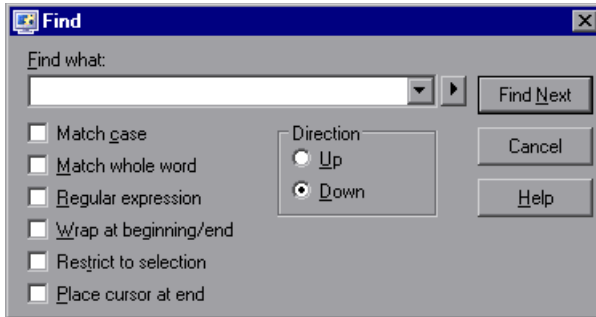 Find
Find what:
Find Next
Match case
Direction
Cancel
Up
Match whole word
Down
Help
Regular expression
Wrap at beginning/end
Restrict to selection
Place cursor at end